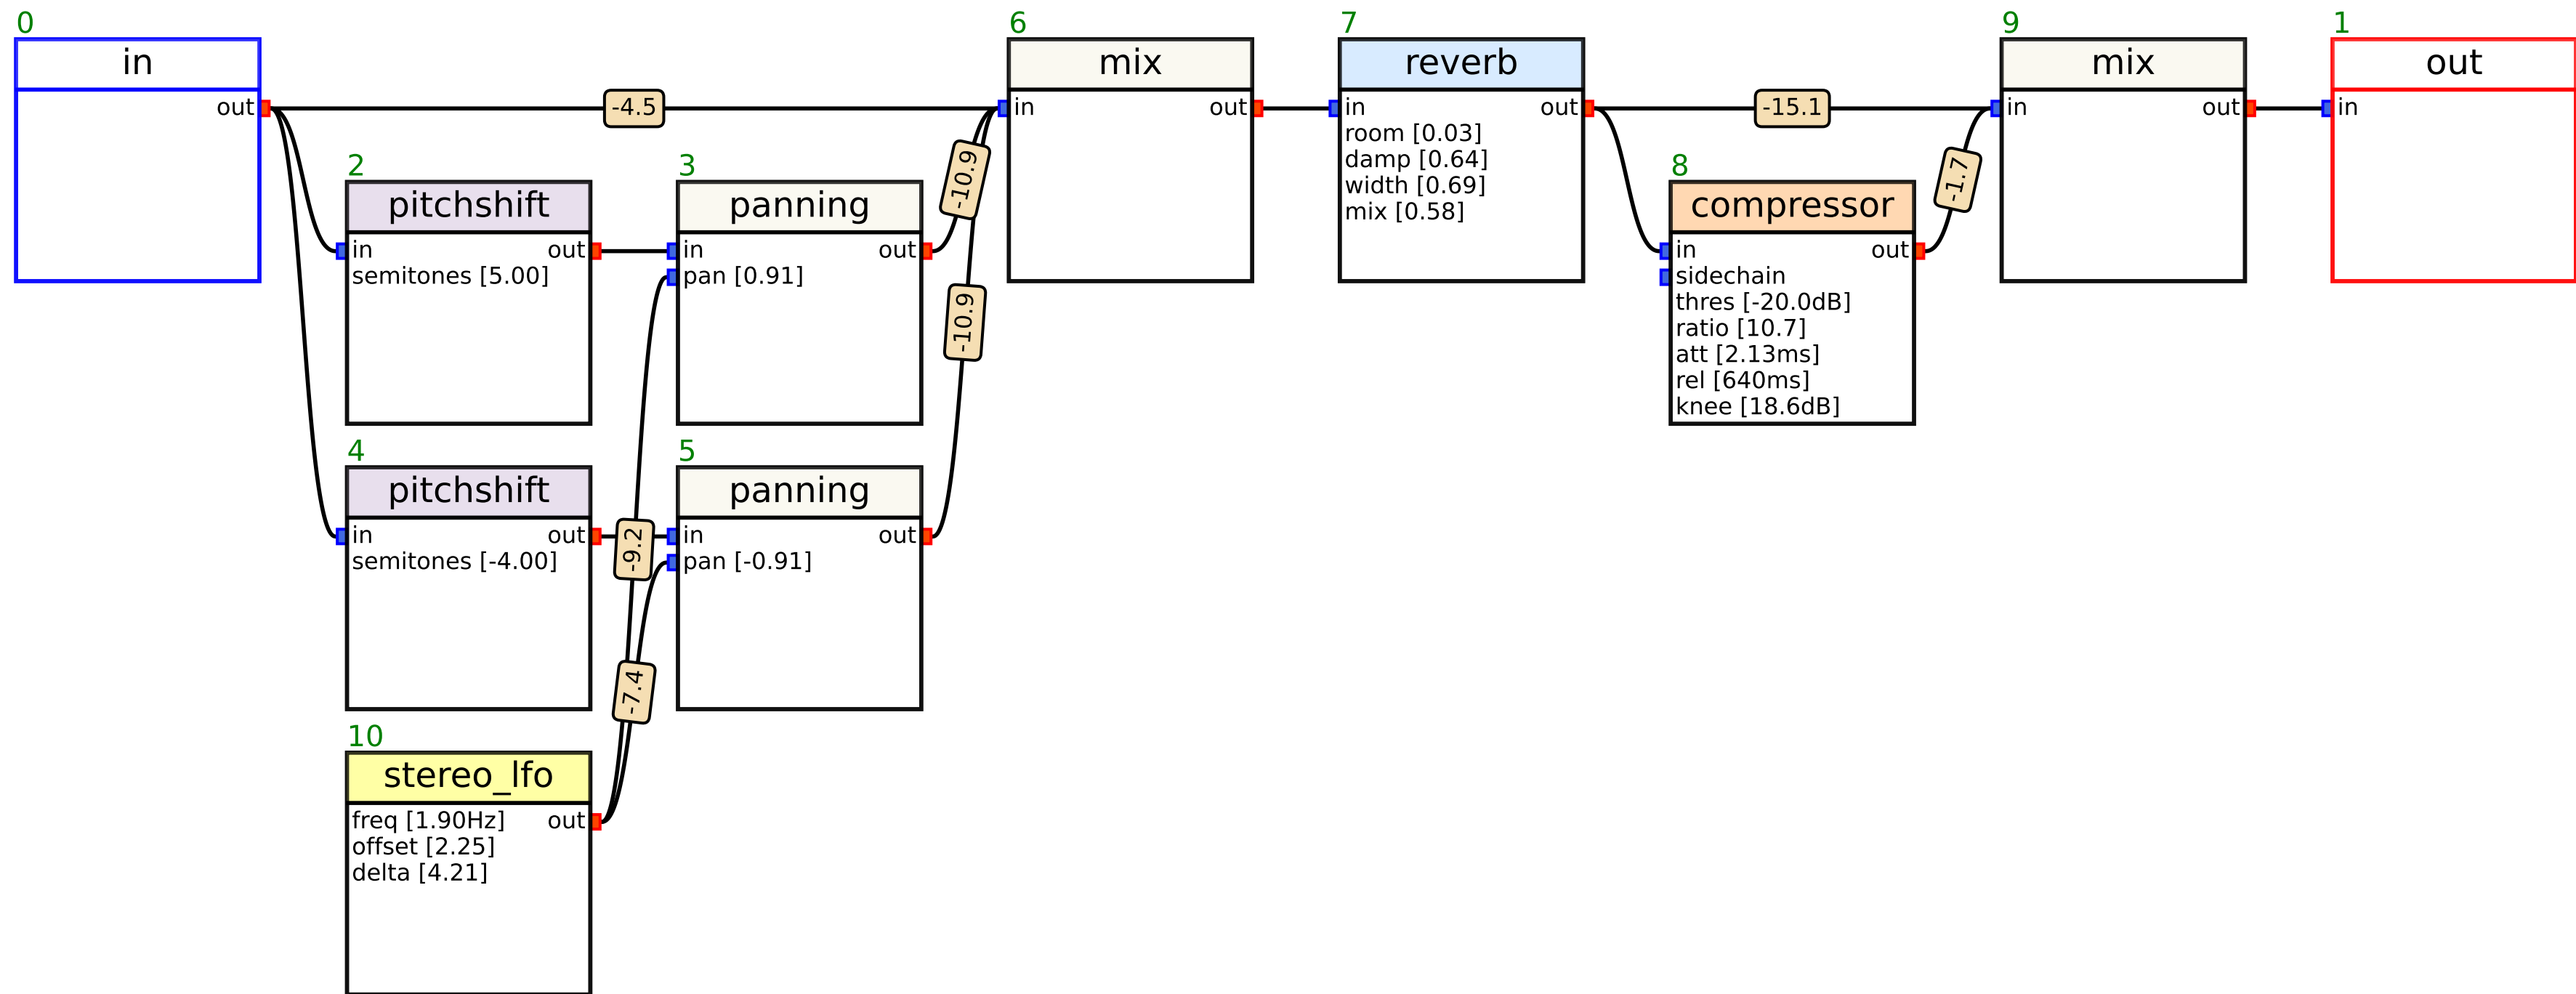 0
in
out
-4.5
2
pitchshift
in out
semitones [5.00]
3
panning
in out
pan [0.91]
-10.9
-10.9
4
pitchshift
in out
semitones [-4.00]
-9.2
-7.4
5
panning
in out
pan [-0.91]
10
stereo_lfo
freq [1.90Hz] out
offset [2.25]
delta [4.21]
6
mix
in out
7
reverb
in out
room [0.03]
damp [0.64]
width [0.69]
mix [0.58]
-15.1
8
compressor
in out
sidechain
thres [-20.0dB]
ratio [10.7]
att [2.13ms]
rel [640ms]
knee [18.6dB]
-1.7
9
mix
in out
1
out
in